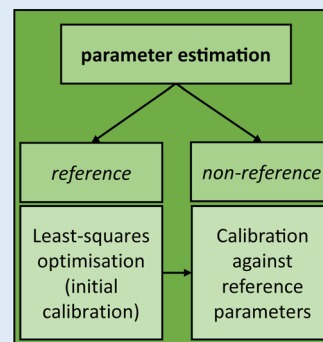 parameter estimation
reference
non-reference
Least-squares
optimisation
(initial
calibration)
Calibration
against
reference
parameters